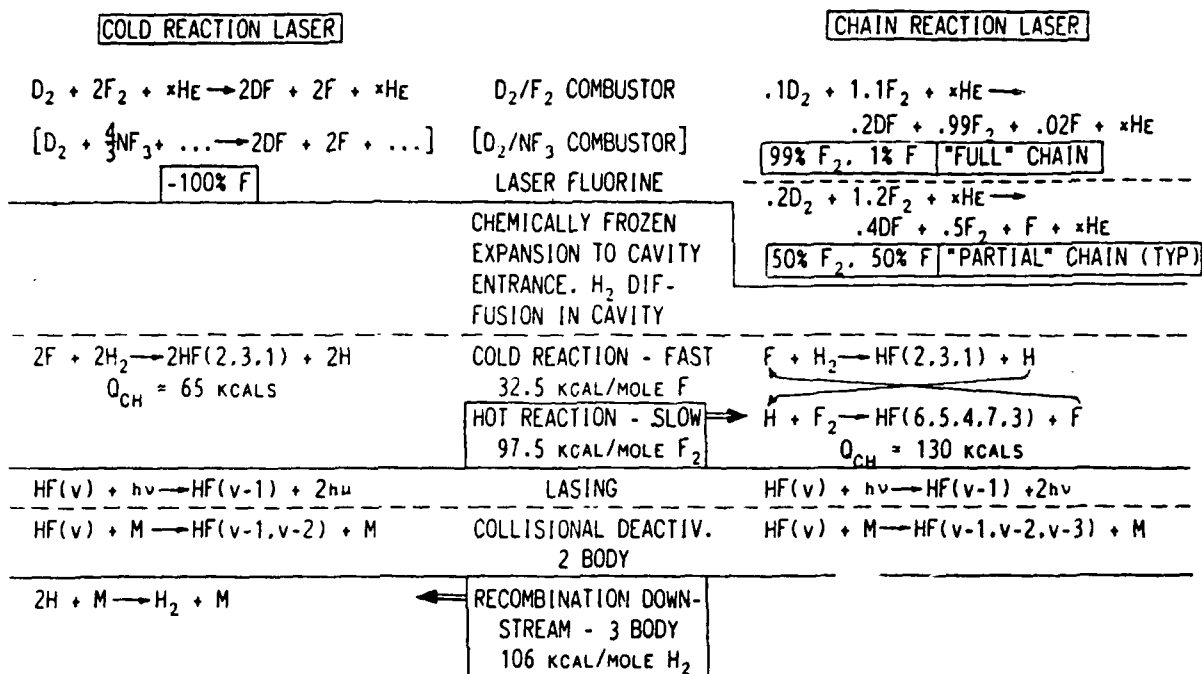 COLD REACTION LASER
CHAIN REACTION LASER
D₂ + 2F₂ + xHE → 2DF + 2F + xHE
D₂/F₂ COMBUSTOR
.1D₂ + 1.1F₂ + xHE →
.2DF + .99F₂ + .02F + xHE
[D₂ + 4/3NF₃+ ... → 2DF + 2F + ...]
[D₂/NF₃ COMBUSTOR]
99% F₂. 1% F "FULL" CHAIN
-100% F
LASER FLUORINE
.2D₂ + 1.2F₂ + xHE →
.4DF + .5F₂ + F + xHE
50% F₂. 50% F "PARTIAL" CHAIN (TYP)
CHEMICALLY FROZEN
EXPANSION TO CAVITY
ENTRANCE. H₂ DIF-
FUSION IN CAVITY
2F + 2H₂ → 2HF(2.3.1) + 2H
Q_CH = 65 KCALS
COLD REACTION - FAST
32.5 KCAL/MOLE F
F + H₂ → HF(2.3.1) + H
HOT REACTION - SLOW ⇒
97.5 KCAL/MOLE F₂
H + F₂ → HF(6.5.4.7.3) + F
Q_CH = 130 KCALS
HF(v) + hν → HF(v-1) + 2hμ
LASING
HF(v) + hν → HF(v-1) +2hν
HF(v) + M → HF(v-1.v-2) + M
COLLISIONAL DEACTIV.
2 BODY
HF(v) + M → HF(v-1.v-2.v-3) + M
2H + M → H₂ + M
⇐ RECOMBINATION DOWN-
STREAM - 3 BODY
106 KCAL/MOLE H₂